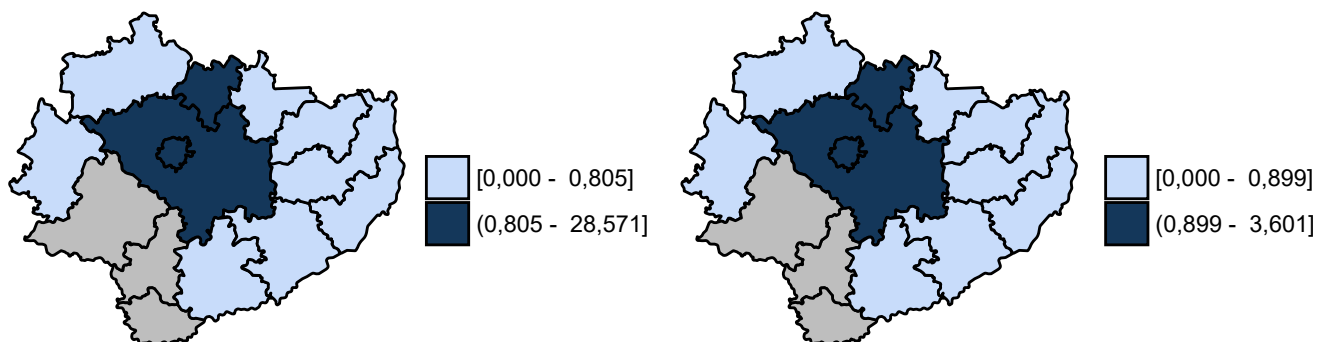 [0,000 -  0,805]
(0,805 -  28,571]
[0,000 -  0,899]
(0,899 -  3,601]